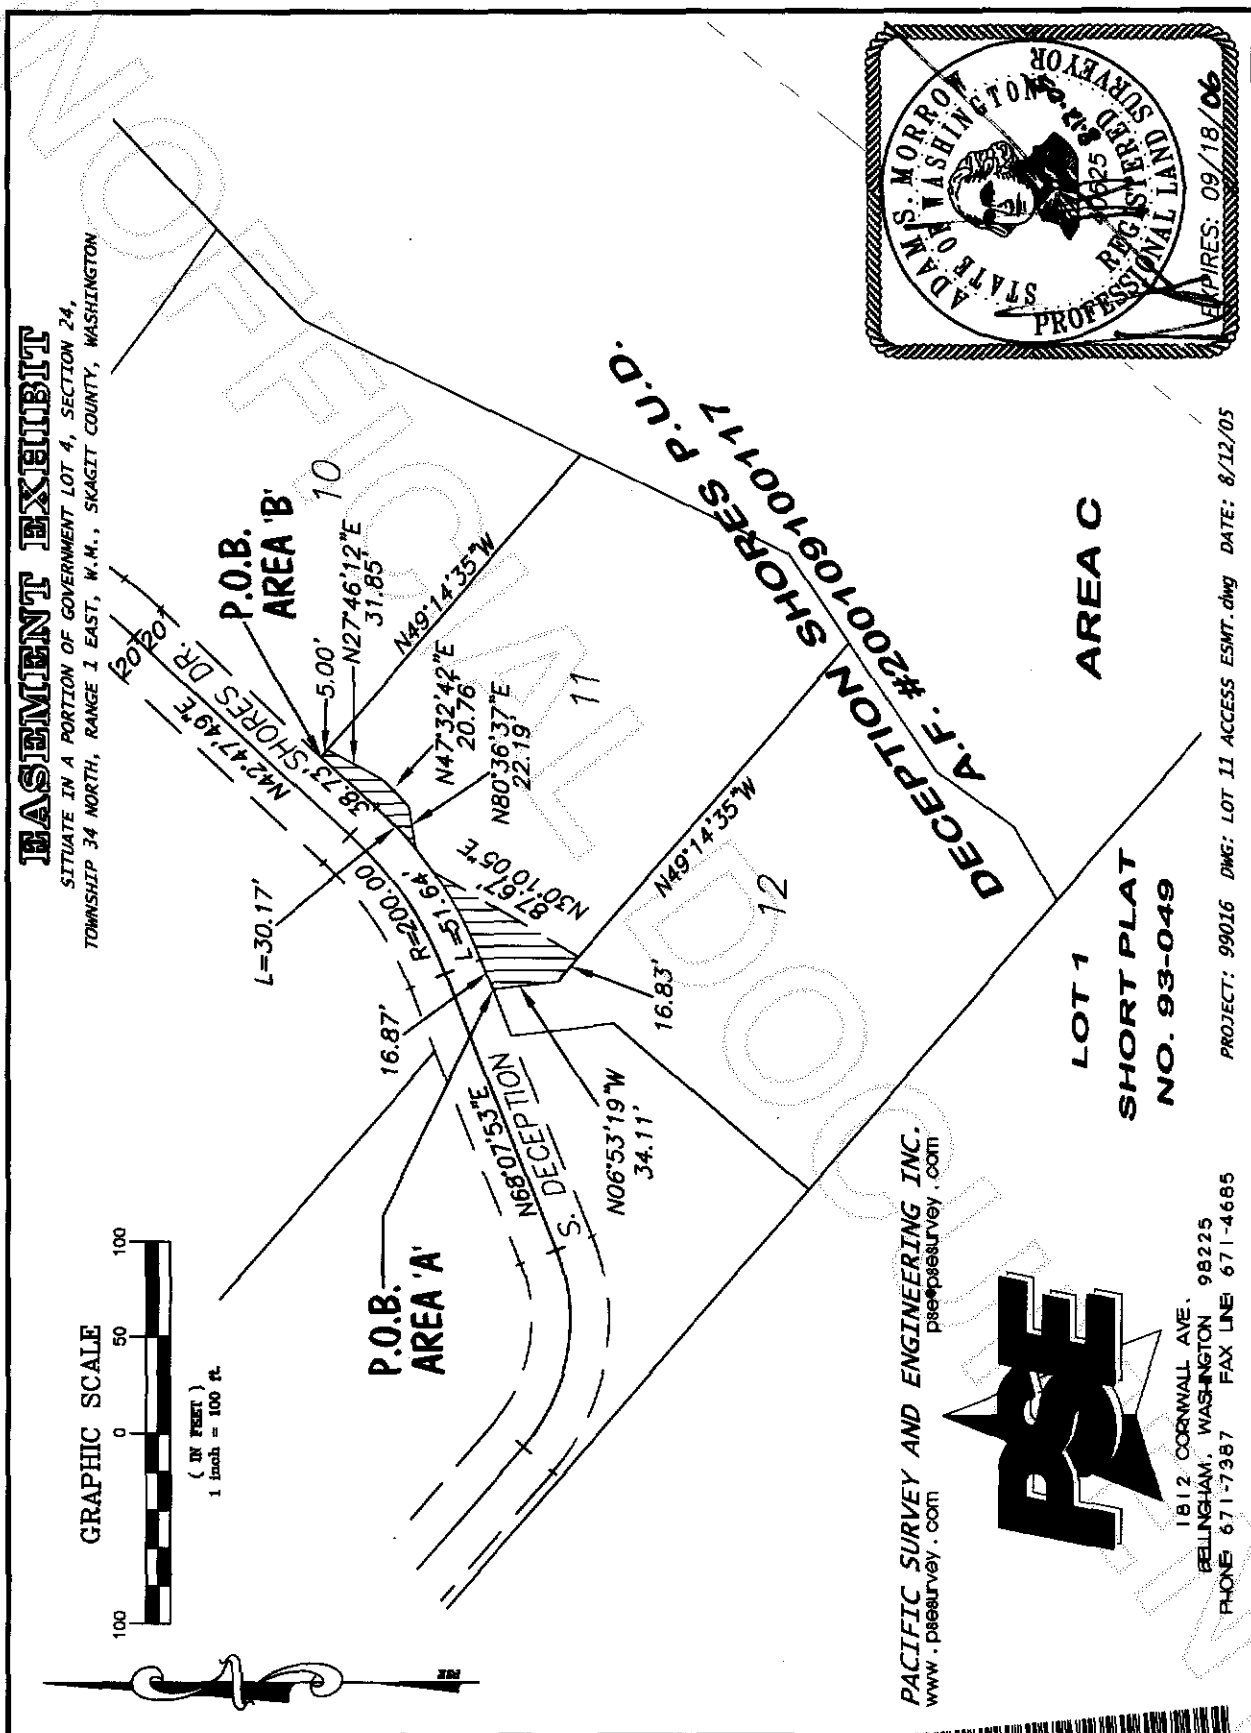 EASEMENT EXHIBIT
SITUATE IN A PORTION OF GOVERNMENT LOT 4, SECTION 24,
TOWNSHIP 34 NORTH, RANGE 1 EAST, W.M., SKAGIT COUNTY, WASHINGTON
GRAPHIC SCALE
100
0
50
100
( IN FEET )
1 inch = 100 ft.
P.O.B.
AREA 'B'
10
20'
20'
N42°47'49"E
SHORES DR.
38.73'
5.00'
N27°46'12"E
31.85'
N49°14'35"W
N47°32'42"E
20.76'
N80°36'37"E
22.19'
11
L=30.17'
R=200.00'
L=51.64'
87.67'
N30°10'05"E
16.87'
N49°14'35"W
12
16.83'
P.O.B.
AREA 'A'
N68°07'53"E
S. DECEPTION
N06°53'19"W
34.11'
DECEPTION SHORES P.U.D.
A.F. #200109100117
AREA C
LOT 1
SHORT PLAT
NO. 93-049
ADAM S. MORROW
STATE OF WASHINGTON
REGISTERED
PROFESSIONAL LAND SURVEYOR
EXPIRES: 09/18/06
PACIFIC SURVEY AND ENGINEERING INC.
www.psesurvey.com pse@psesurvey.com
PSE
1812 CORNWALL AVE.
BELLINGHAM, WASHINGTON 98225
PHONE: 671-7387 FAX LINE: 671-4685
PROJECT: 99016 DWG: LOT 11 ACCESS ESMT.dwg DATE: 8/12/05
UNOFFICIAL DOCUMENT